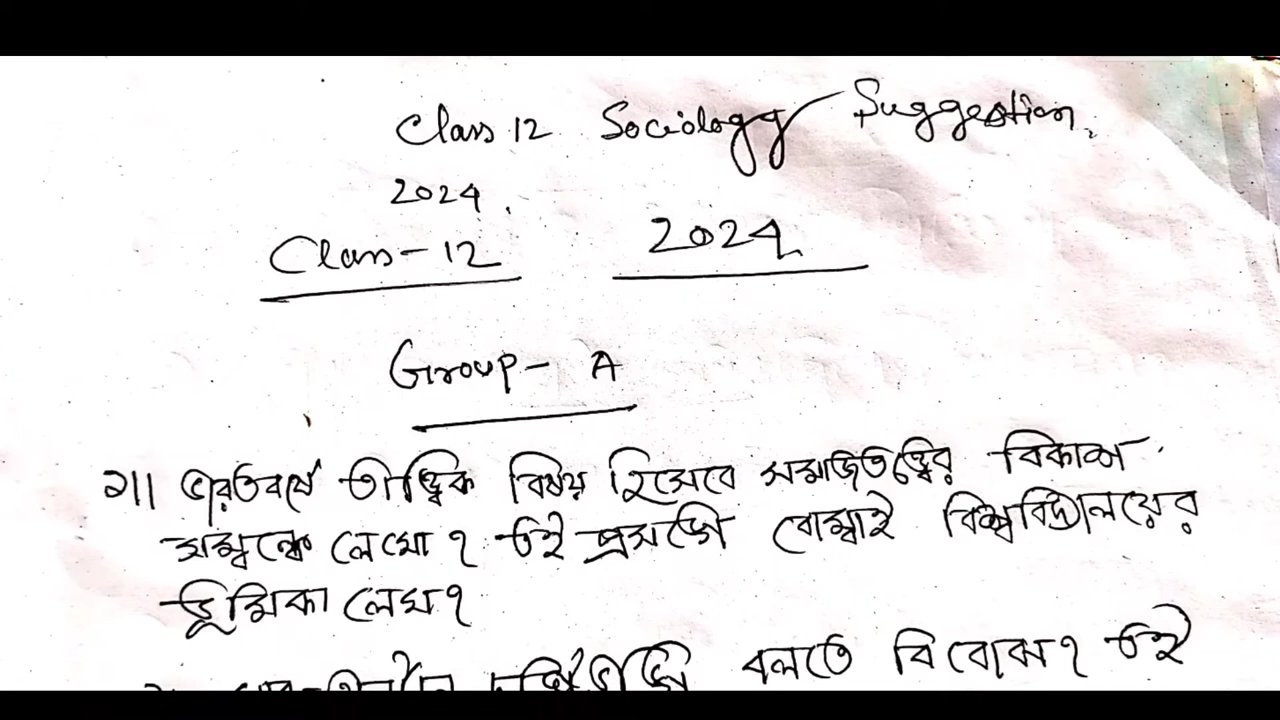 Class 12 Sociology Suggestion,
2024.
Class - 12 2024
Group - A
১।। ভারতবর্ষে তাত্ত্বিক বিষয় হিসেবে সমাজতত্ত্বের বিকাশ
সম্বন্ধে লেখো ? এই প্রসঙ্গে বোম্বাই বিশ্ববিদ্যালয়ের
ভূমিকা লেখ ?
বলতে কি বোঝ ? এই